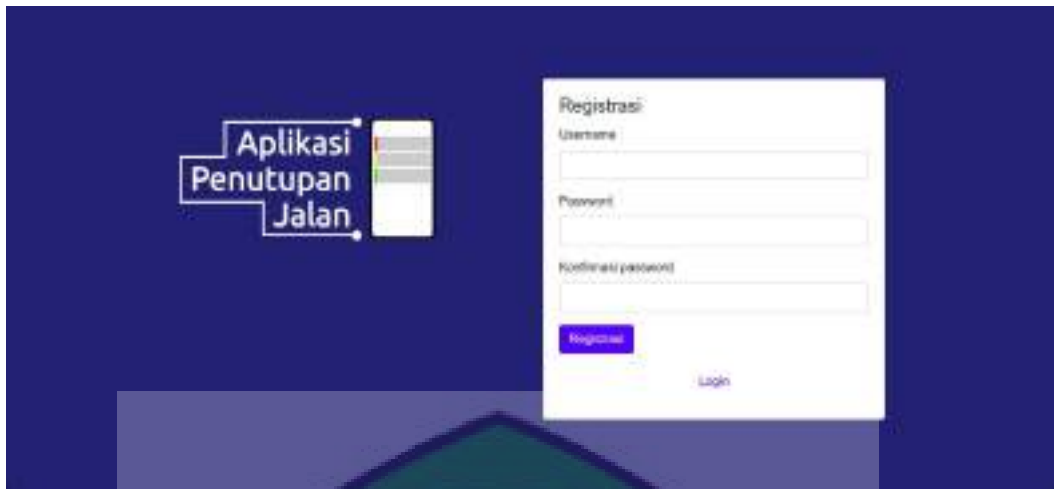 Aplikasi
Penutupan
Jalan
Registrasi
Username
Password
Konfirmasi password
Registrasi
Login